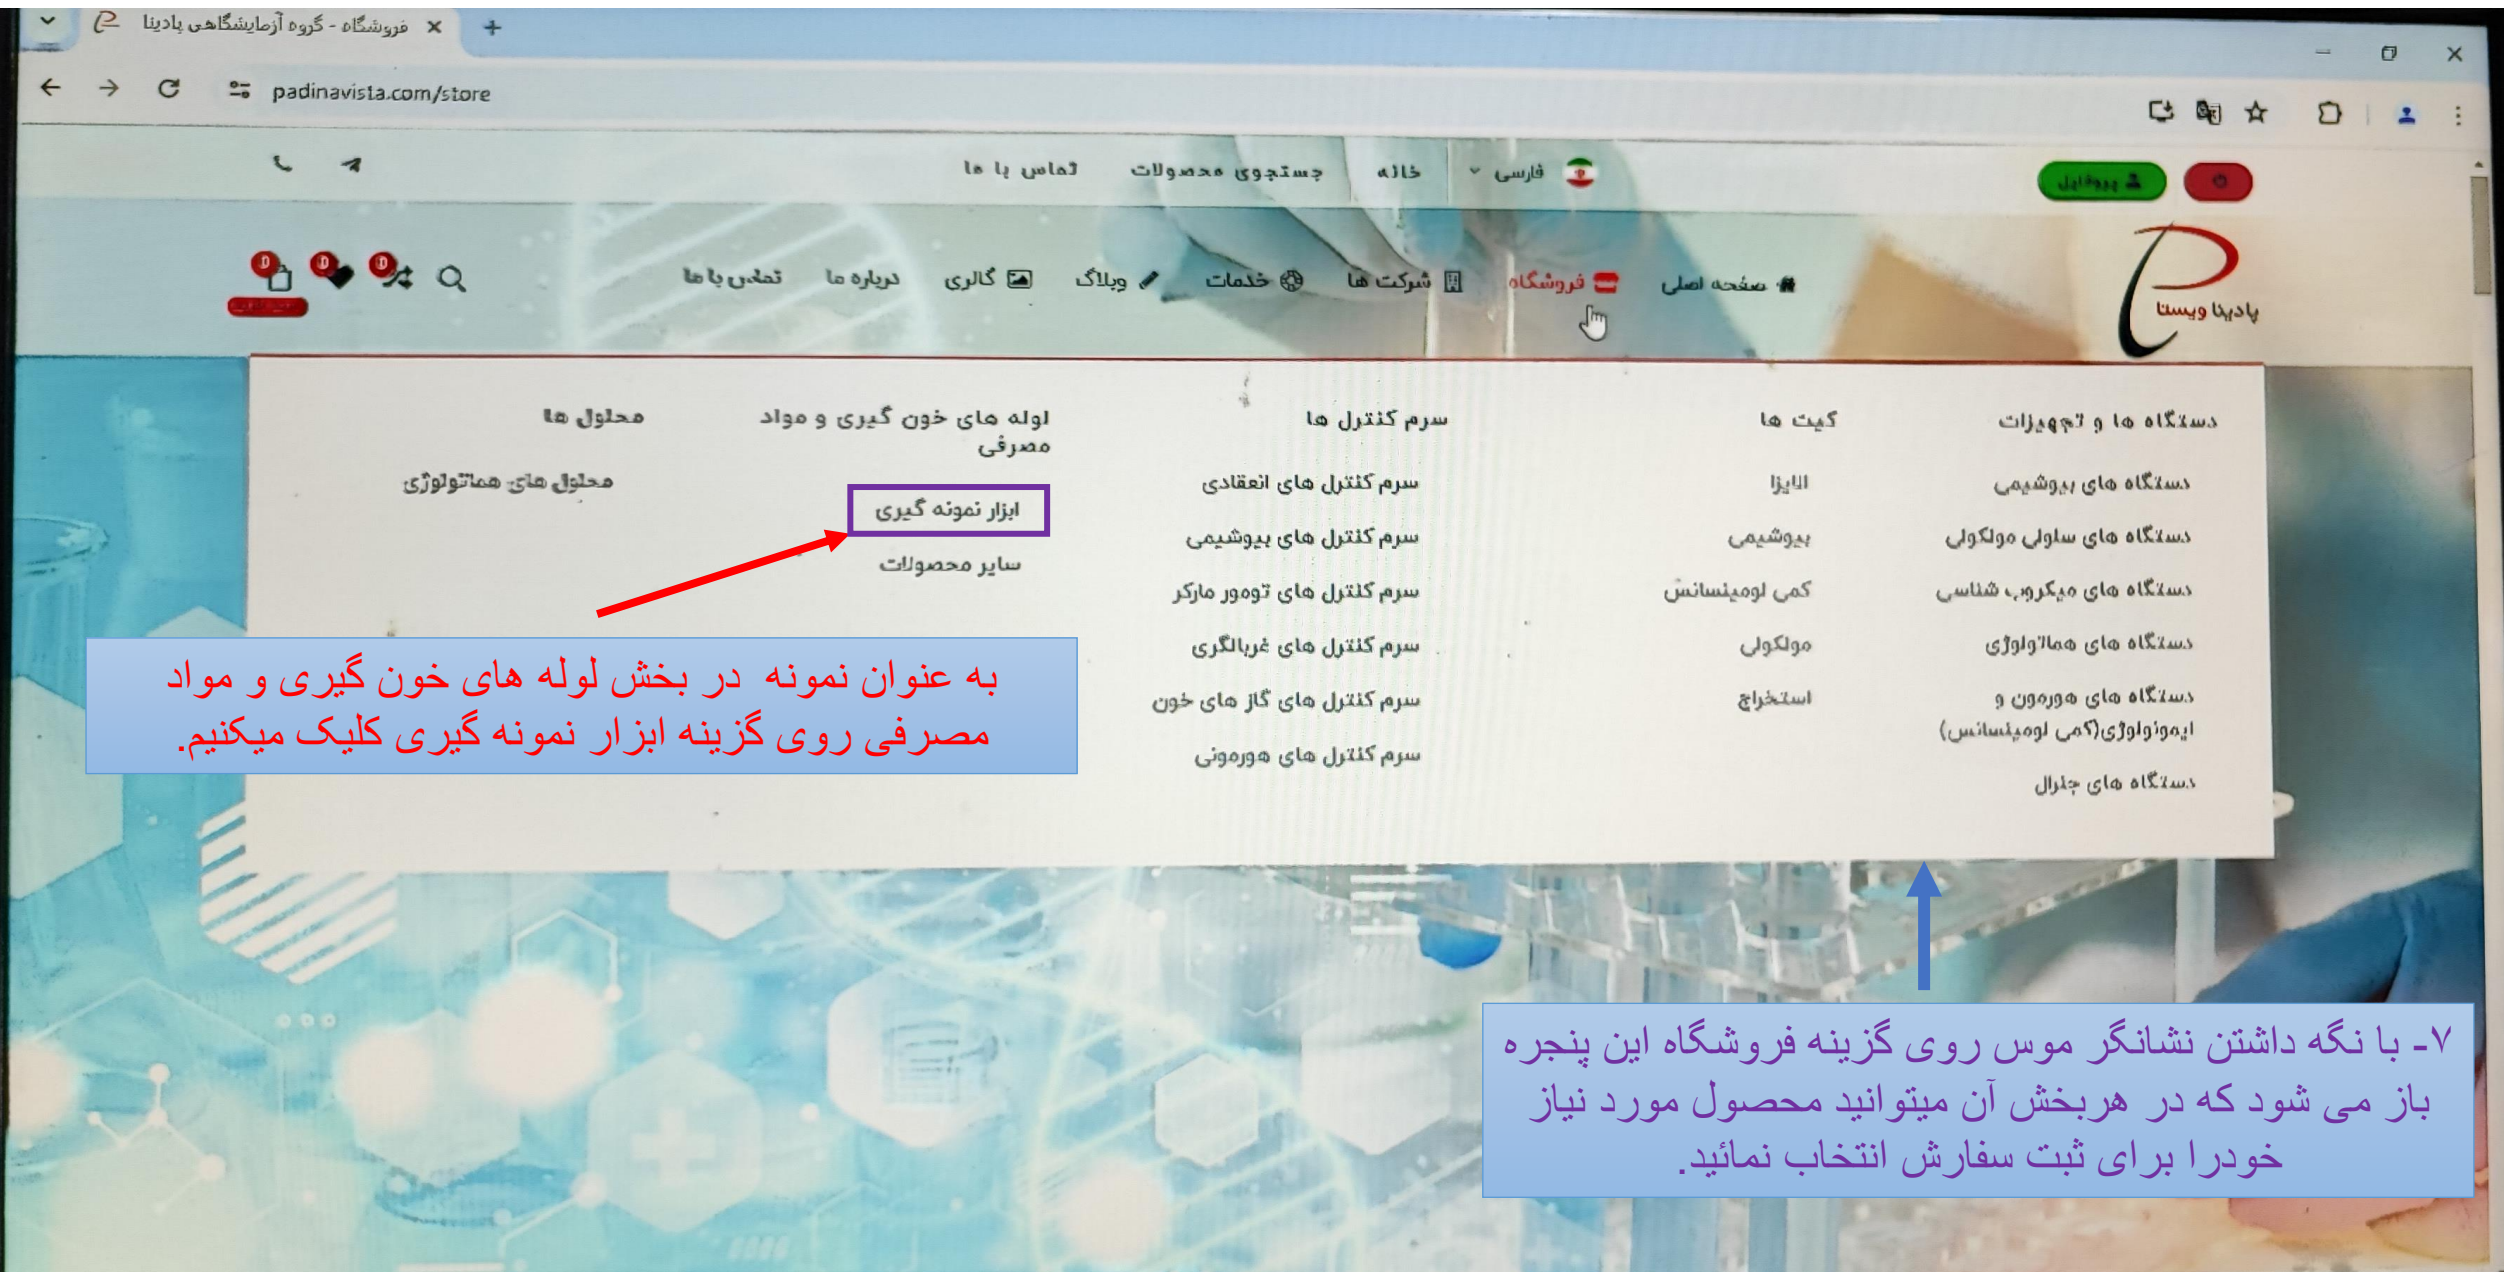 فروشگاه - گروه آزمایشگاهی پادینا
padinavista.com/store
پروفایل
فارسی
خانه
جستجوی محصولات
تماس با ما
پادینا ویستا
صفحه اصلی
فروشگاه
شرکت ها
خدمات
وبلاگ
گالری
درباره ما
تماس با ما
0
0
0
دستگاه ها و تجهیزات
دستگاه های بیوشیمی
دستگاه های سلولی مولکولی
دستگاه های میکروب شناسی
دستگاه های هماتولوژی
دستگاه های هورمون و
ایمونولوژی(کمی لومینسانس)
دستگاه های جنرال
کیت ها
الایزا
بیوشیمی
کمی لومینسانس
مولکولی
استخراج
سرم کنترل ها
سرم کنترل های انعقادی
سرم کنترل های بیوشیمی
سرم کنترل های تومور مارکر
سرم کنترل های غربالگری
سرم کنترل های گاز های خون
سرم کنترل های هورمونی
لوله های خون گیری و مواد
مصرفی
ابزار نمونه گیری
سایر محصولات
محلول ها
محلول های هماتولوژی
به عنوان نمونه در بخش لوله های خون گیری و مواد
مصرفی روی گزینه ابزار نمونه گیری کلیک میکنیم.
۷- با نگه داشتن نشانگر موس روی گزینه فروشگاه این پنجره
باز می شود که در هربخش آن میتوانید محصول مورد نیاز
خودرا برای ثبت سفارش انتخاب نمائید.